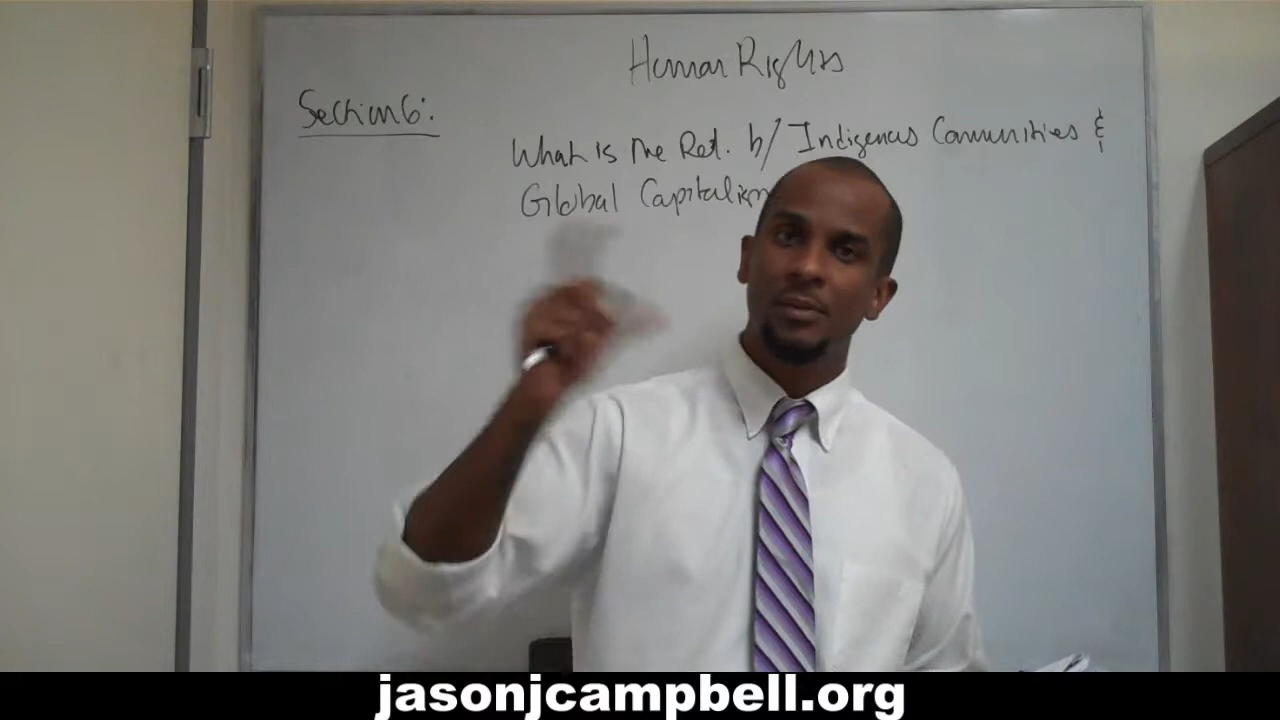 Human Rights
Section 6:
What is the Rel. b/ Indigenous Communities &
Global Capitalism
jasonjcampbell.org